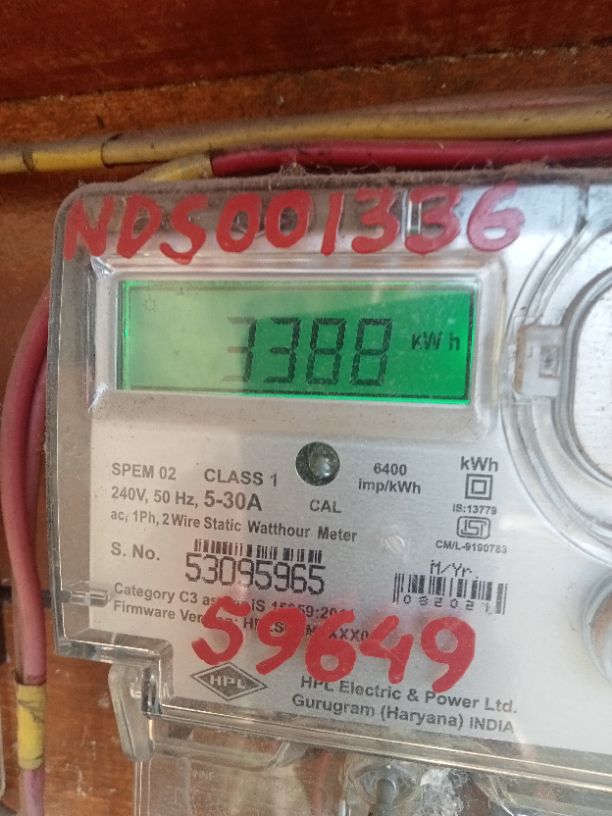 NDS001336
3388 kWh
SPEM 02 CLASS 1
240V, 50 Hz, 5-30A
ac, 1Ph, 2 Wire Static Watthour Meter
CAL
6400
imp/kWh
kWh
IS:13779
CM/L-9190783
S. No.
53095965
M/Yr
082021
Category C3
Firmware
59649
HPL
HPL Electric & Power Ltd.
Gurugram (Haryana) INDIA